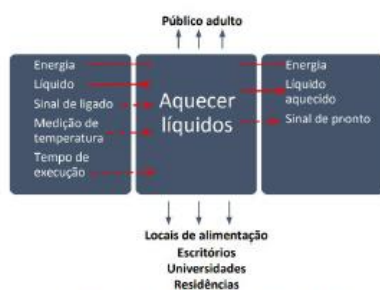 Público adulto
Energia
Líquido
Sinal de ligado
Medição de
temperatura
Tempo de
execução
Aquecer
líquidos
Energia
Líquido
aquecido
Sinal de pronto
Locais de alimentação
Escritórios
Universidades
Residências